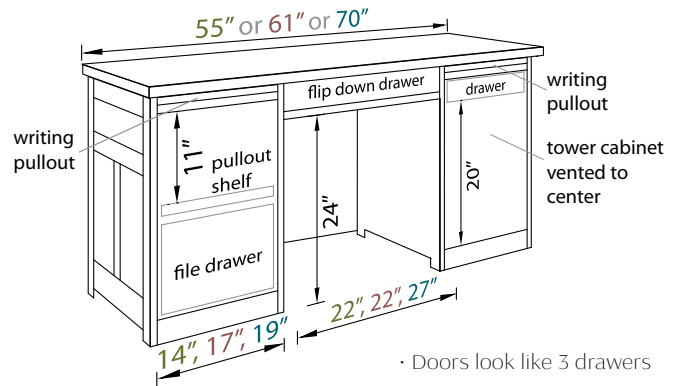 55” or 61” or 70”
flip down drawer
drawer
writing
pullout
writing
pullout
11”
pullout
shelf
24”
20”
tower cabinet
vented to
center
file drawer
22”, 22”, 27”
14”, 17”, 19”
· Doors look like 3 drawers